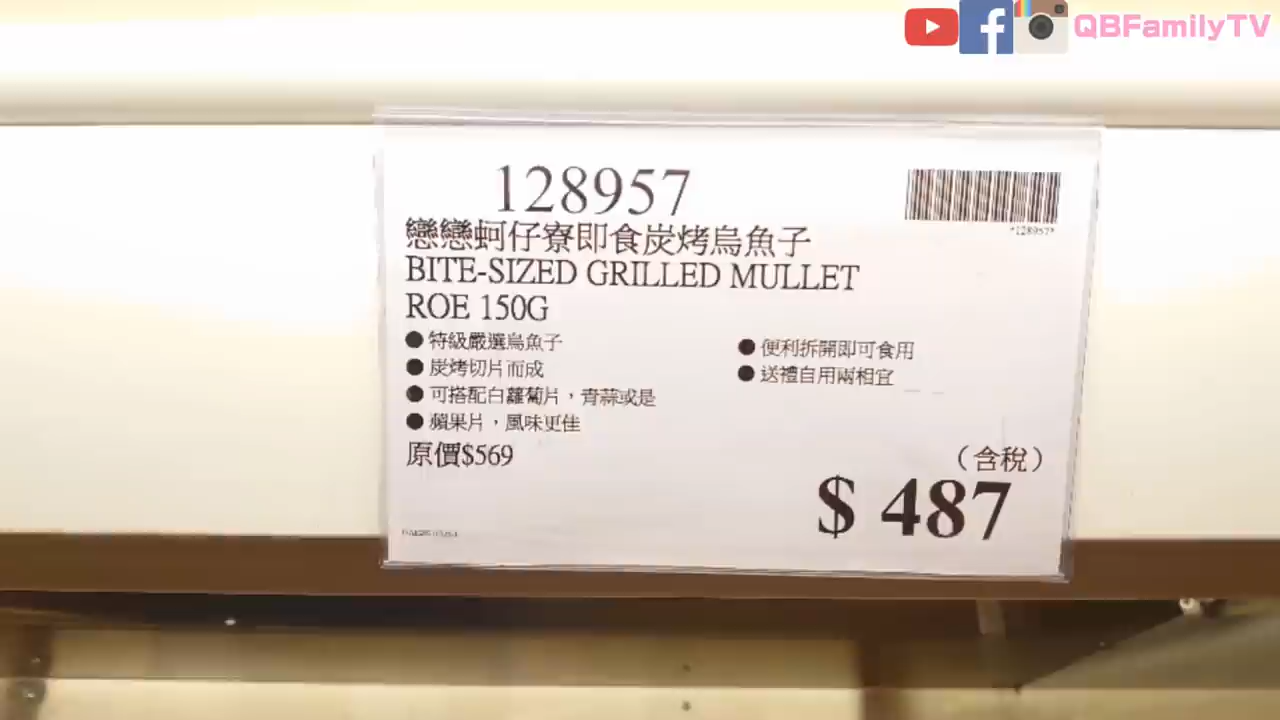 QBFamilyTV
128957
*128957*
戀戀蚵仔寮即食炭烤烏魚子
BITE-SIZED GRILLED MULLET
ROE 150G
●特級嚴選烏魚子
●炭烤切片而成
●可搭配白蘿蔔片，青蒜或是
●蘋果片，風味更佳
●便利拆開即可食用
●送禮自用兩相宜
原價$569
（含稅）
$ 487